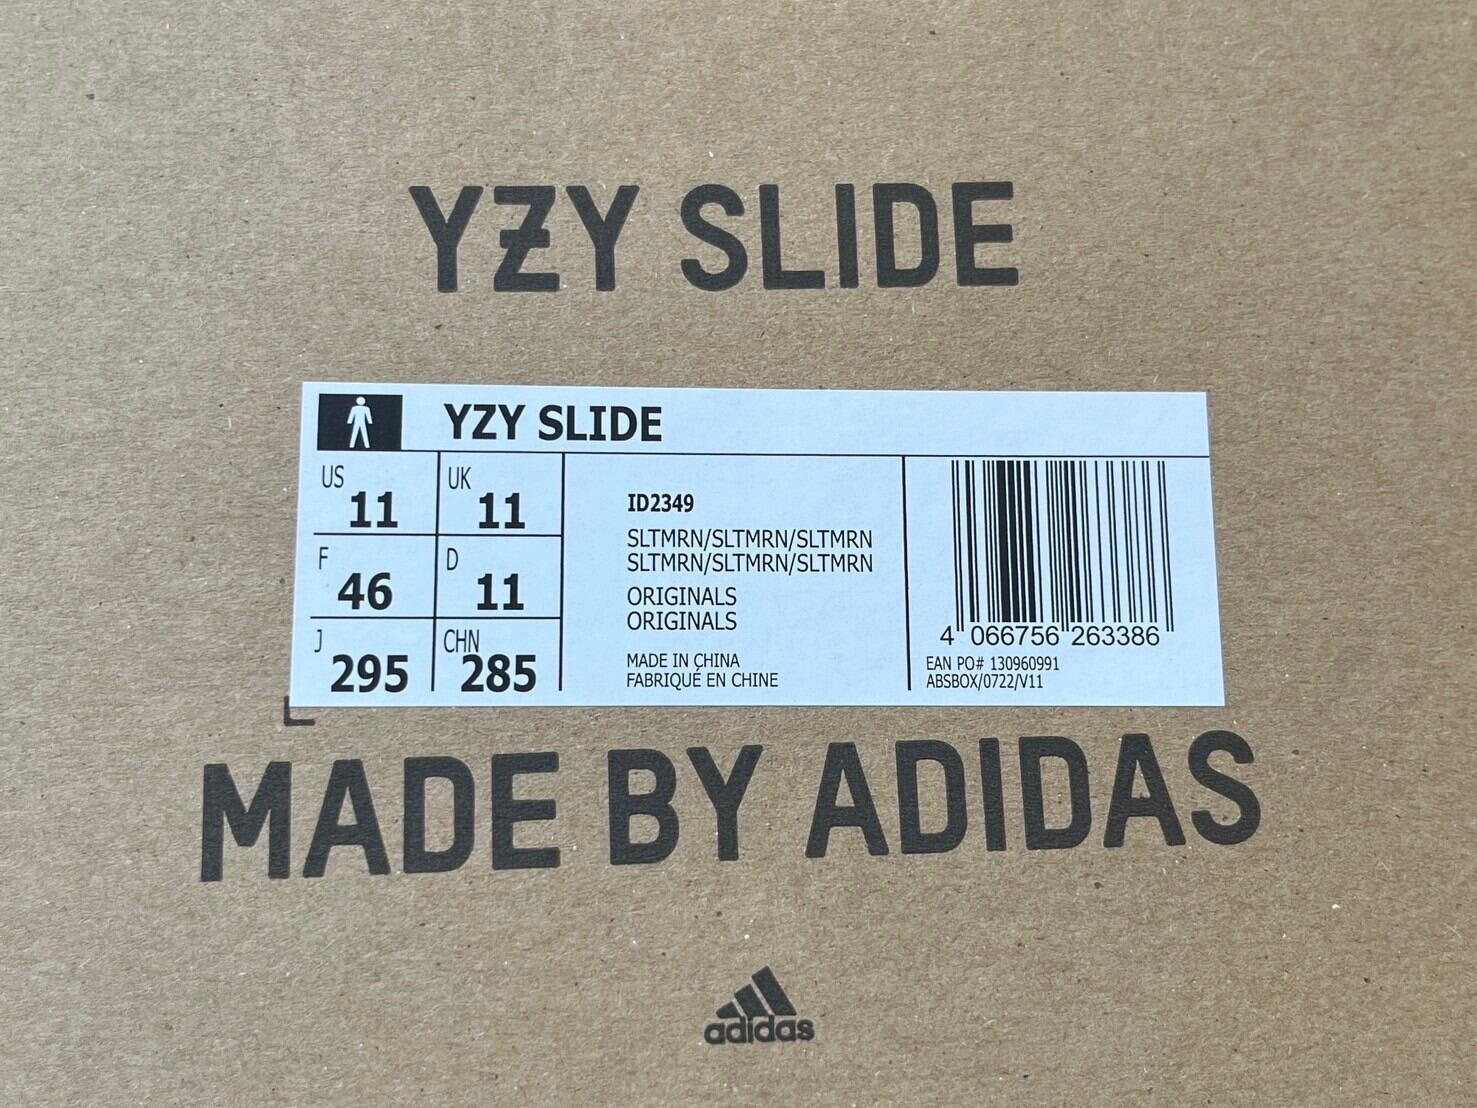 YZY SLIDE
YZY SLIDE
US 11 UK 11
F 46 D 11
J 295 CHN 285
ID2349
SLTMRN/SLTMRN/SLTMRN
SLTMRN/SLTMRN/SLTMRN
ORIGINALS
ORIGINALS
MADE IN CHINA
FABRIQUÉ EN CHINE
4 066756 263386
EAN PO# 130960991
ABSBOX/0722/V11
MADE BY ADIDAS
adidas